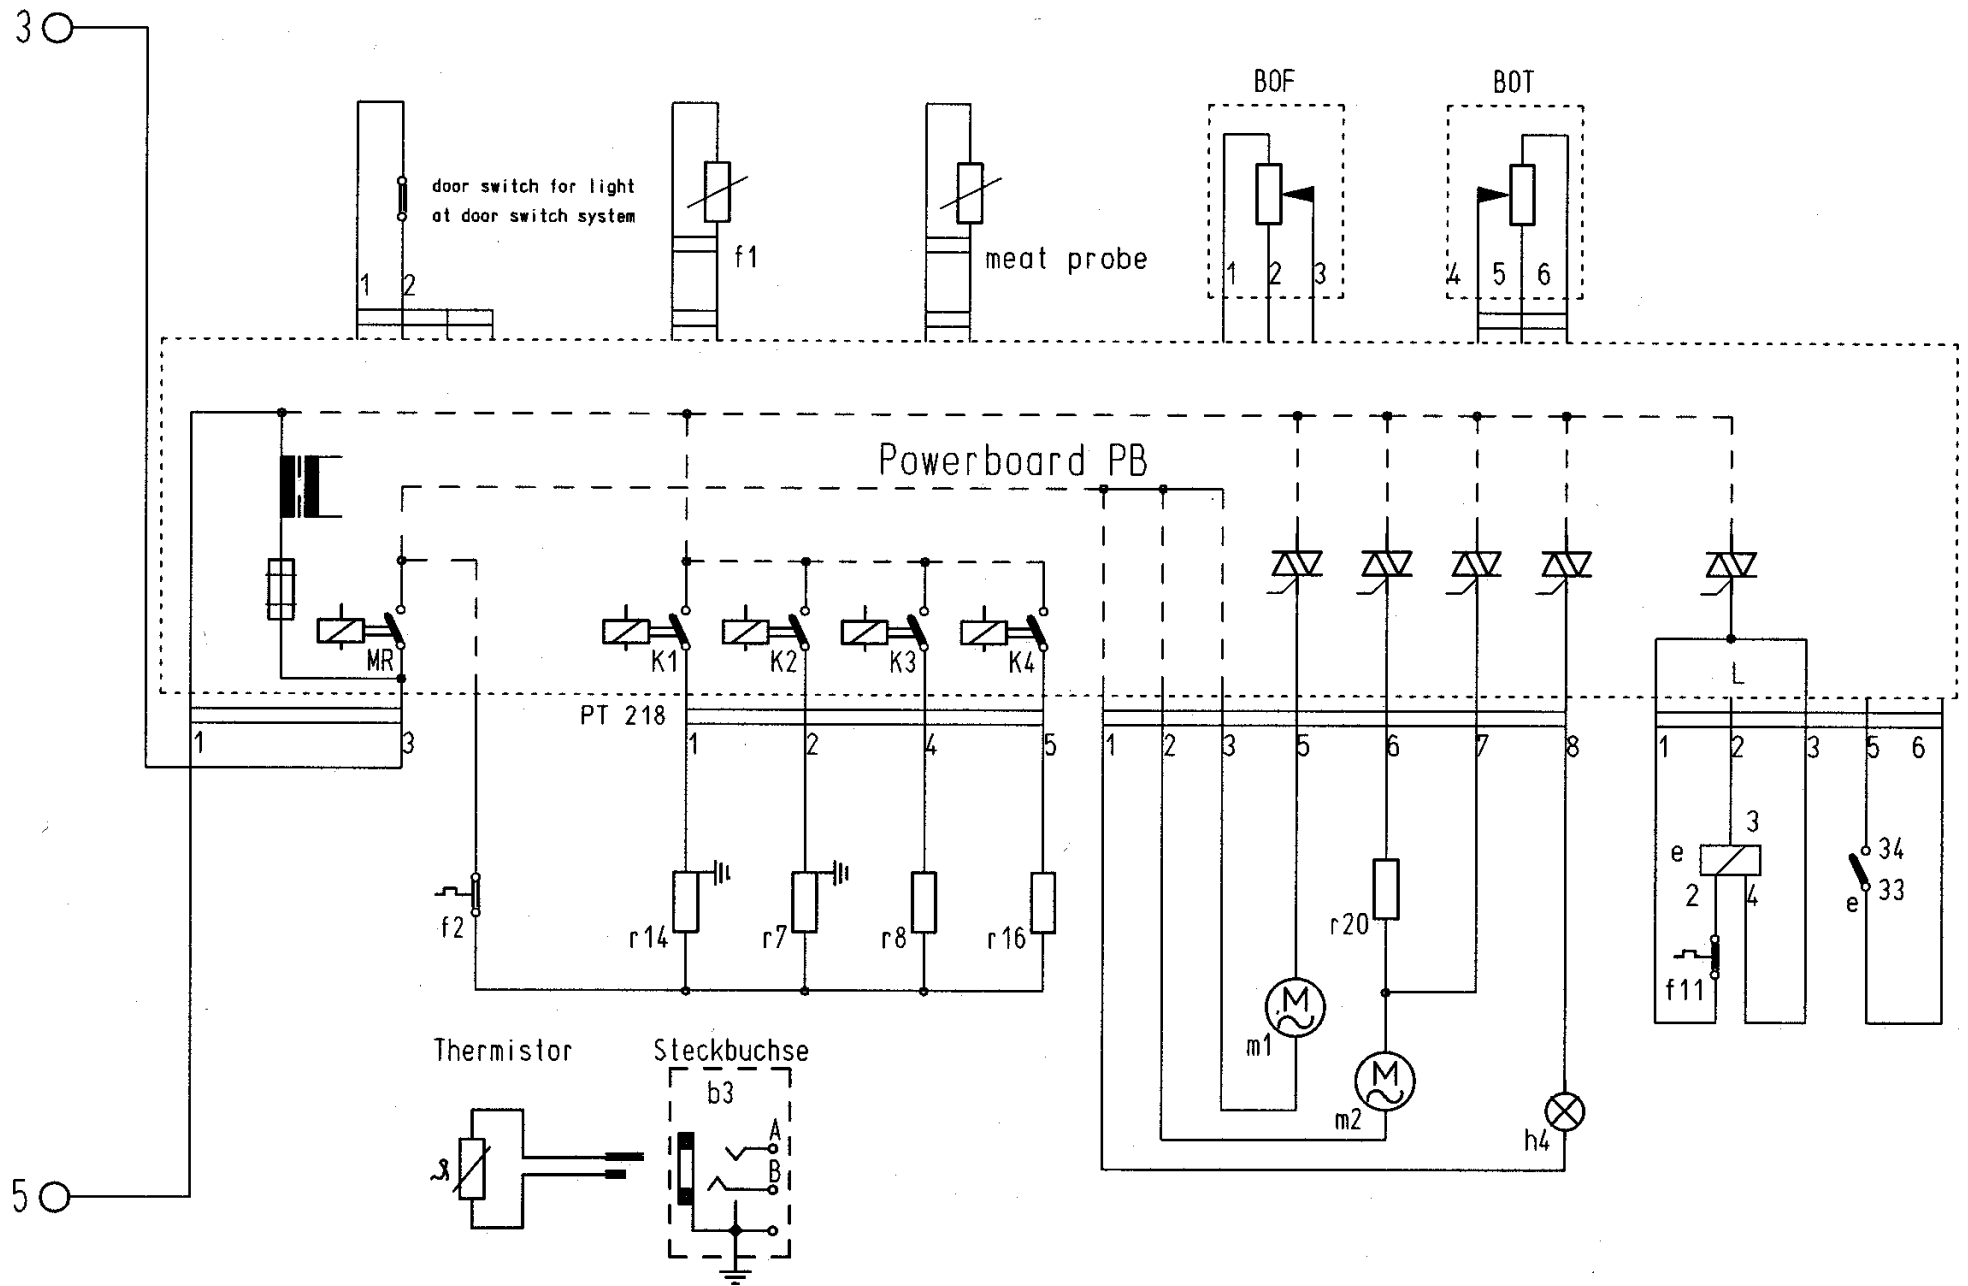 3
BOF
BOT
door switch for light
at door switch system
f1
meat probe
1 2
1 2 3
4 5 6
Powerboard PB
MR
K1
K2
K3
K4
L
PT 218
1 3
1 2 4 5
1 2 3 5 6 7 8
1 2 3 5 6
3
e
2 4
34
33
e
f2
r14
r7
r8
r16
r20
f11
M
m1
M
m2
h4
Thermistor
Steckbuchse
b3
A
B
ϑ
5